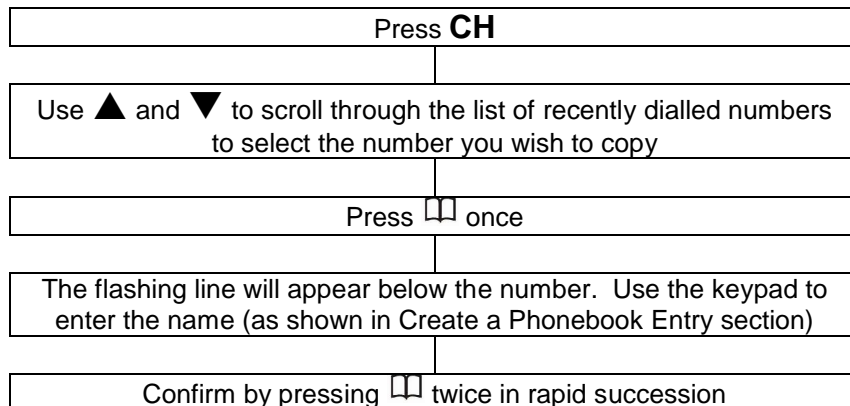 Press CH
Use ▲ and ▼ to scroll through the list of recently dialled numbers
to select the number you wish to copy
Press 🕮 once
The flashing line will appear below the number.  Use the keypad to
enter the name (as shown in Create a Phonebook Entry section)
Confirm by pressing 🕮 twice in rapid succession